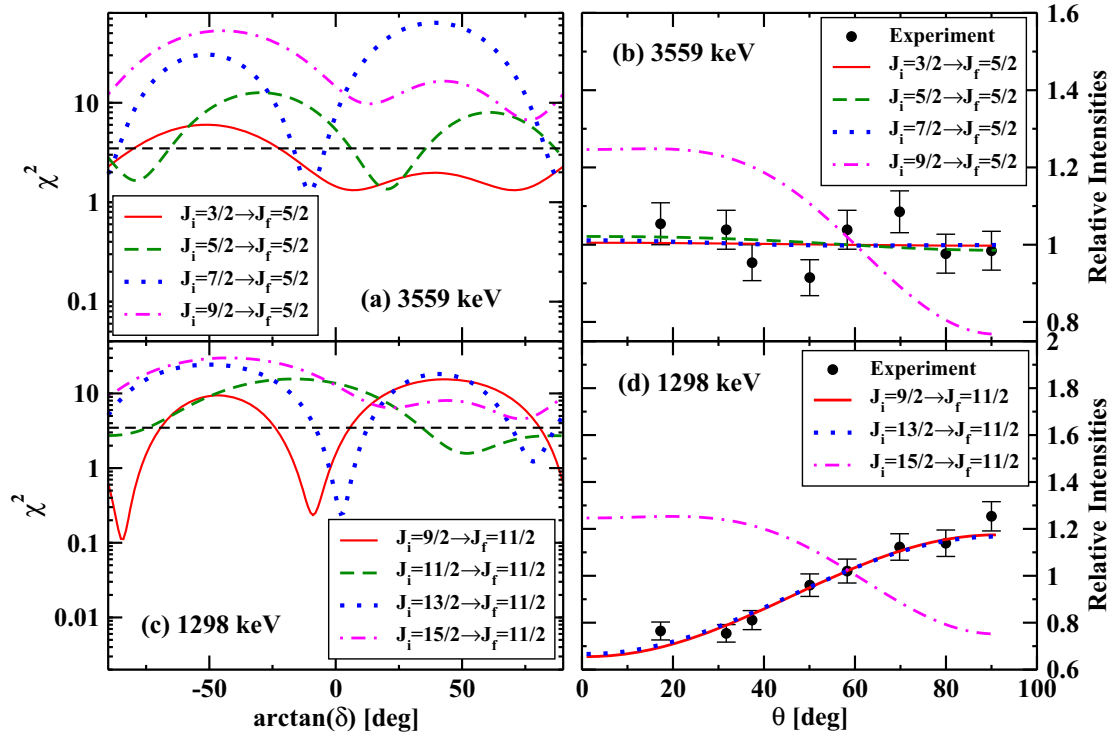 χ²
10
1
0.1
J_i=3/2→J_f=5/2
J_i=5/2→J_f=5/2
J_i=7/2→J_f=5/2
J_i=9/2→J_f=5/2
(a) 3559 keV
(b) 3559 keV
Experiment
J_i=3/2→J_f=5/2
J_i=5/2→J_f=5/2
J_i=7/2→J_f=5/2
J_i=9/2→J_f=5/2
1.6
1.4
1.2
1
0.8
Relative Intensities
χ²
10
1
0.1
0.01
(c) 1298 keV
J_i=9/2→J_f=11/2
J_i=11/2→J_f=11/2
J_i=13/2→J_f=11/2
J_i=15/2→J_f=11/2
-50
0
50
arctan(δ) [deg]
(d) 1298 keV
Experiment
J_i=9/2→J_f=11/2
J_i=13/2→J_f=11/2
J_i=15/2→J_f=11/2
2
1.8
1.6
1.4
1.2
1
0.8
0.6
Relative Intensities
0
20
40
60
80
100
θ [deg]